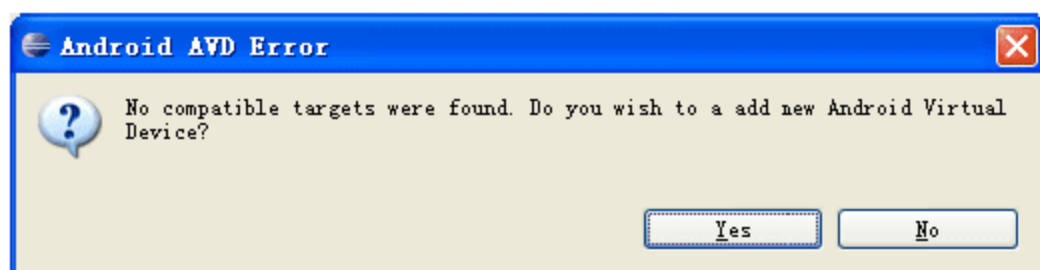 Android AVD Error
No compatible targets were found. Do you wish to a add new Android Virtual
Device?
Yes
No